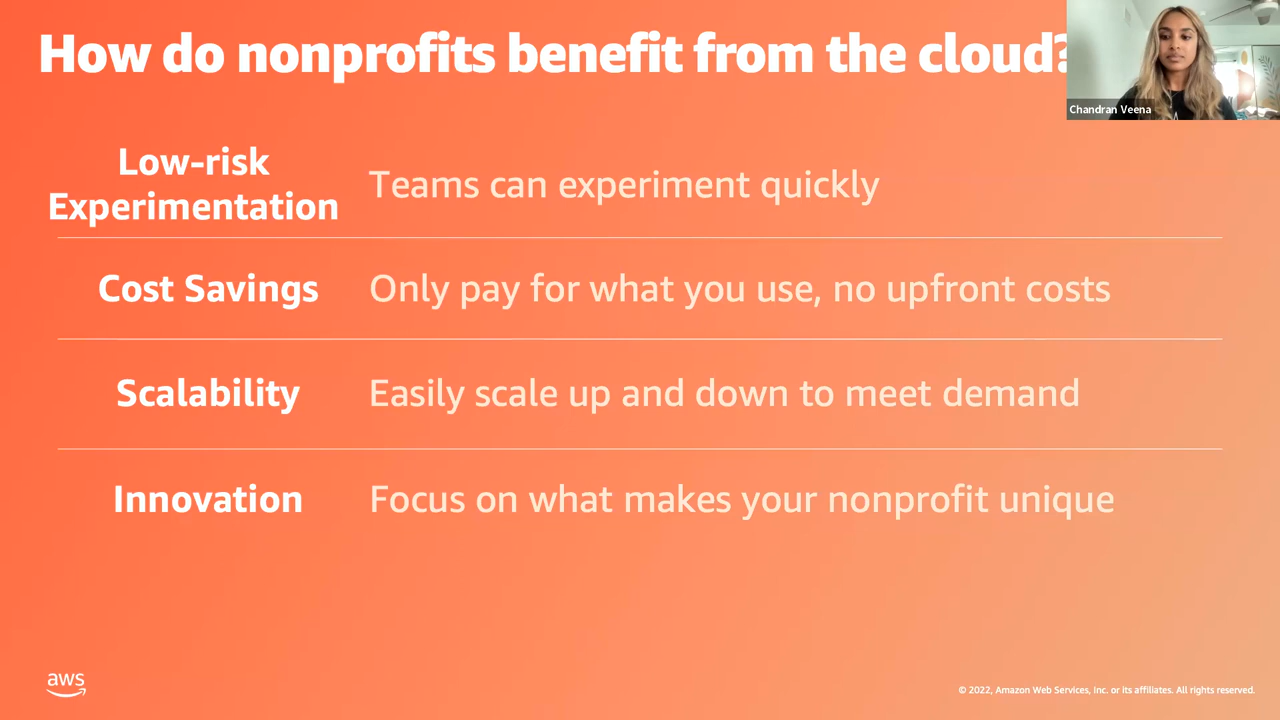 How do nonprofits benefit from the cloud?
Chandran Veena
Low-risk
Experimentation
Teams can experiment quickly
Cost Savings
Only pay for what you use, no upfront costs
Scalability
Easily scale up and down to meet demand
Innovation
Focus on what makes your nonprofit unique
aws
© 2022, Amazon Web Services, Inc. or its affiliates. All rights reserved.